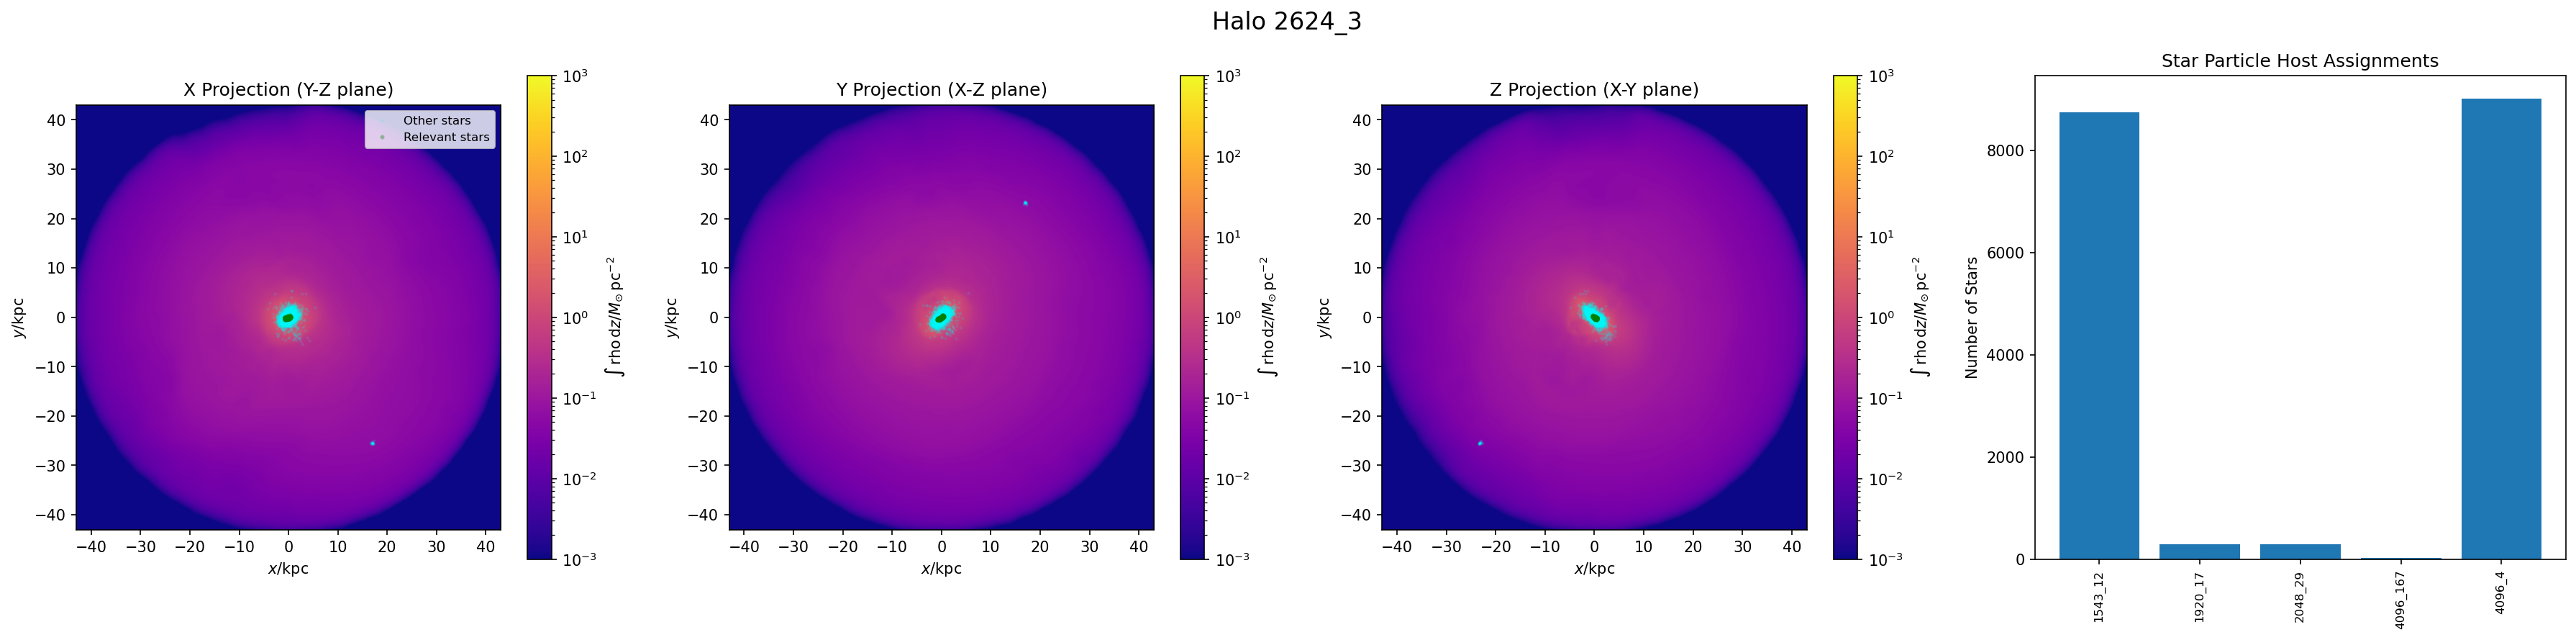 Halo 2624_3
X Projection (Y-Z plane)
Other stars
Relevant stars
40
30
20
10
0
−10
−20
−30
−40
y/kpc
−40 −30 −20 −10 0 10 20 30 40
x/kpc
10³
10²
10¹
10⁰
10⁻¹
10⁻²
10⁻³
∫ rho dz/M⊙ pc⁻²
Y Projection (X-Z plane)
40
30
20
10
0
−10
−20
−30
−40
y/kpc
−40 −30 −20 −10 0 10 20 30 40
x/kpc
10³
10²
10¹
10⁰
10⁻¹
10⁻²
10⁻³
∫ rho dz/M⊙ pc⁻²
Z Projection (X-Y plane)
40
30
20
10
0
−10
−20
−30
−40
y/kpc
−40 −30 −20 −10 0 10 20 30 40
x/kpc
10³
10²
10¹
10⁰
10⁻¹
10⁻²
10⁻³
∫ rho dz/M⊙ pc⁻²
Star Particle Host Assignments
Number of Stars
8000
6000
4000
2000
0
1543_12
1920_17
2048_29
4096_167
4096_4